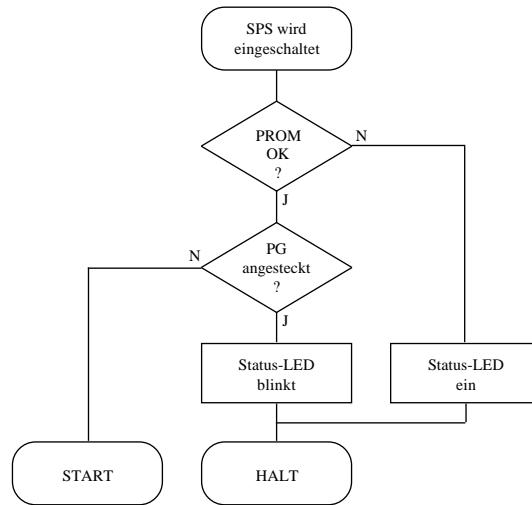 SPS wird
eingeschaltet
PROM
OK
?
N
J
PG
angesteckt
?
N
J
Status-LED
blinkt
Status-LED
ein
START
HALT